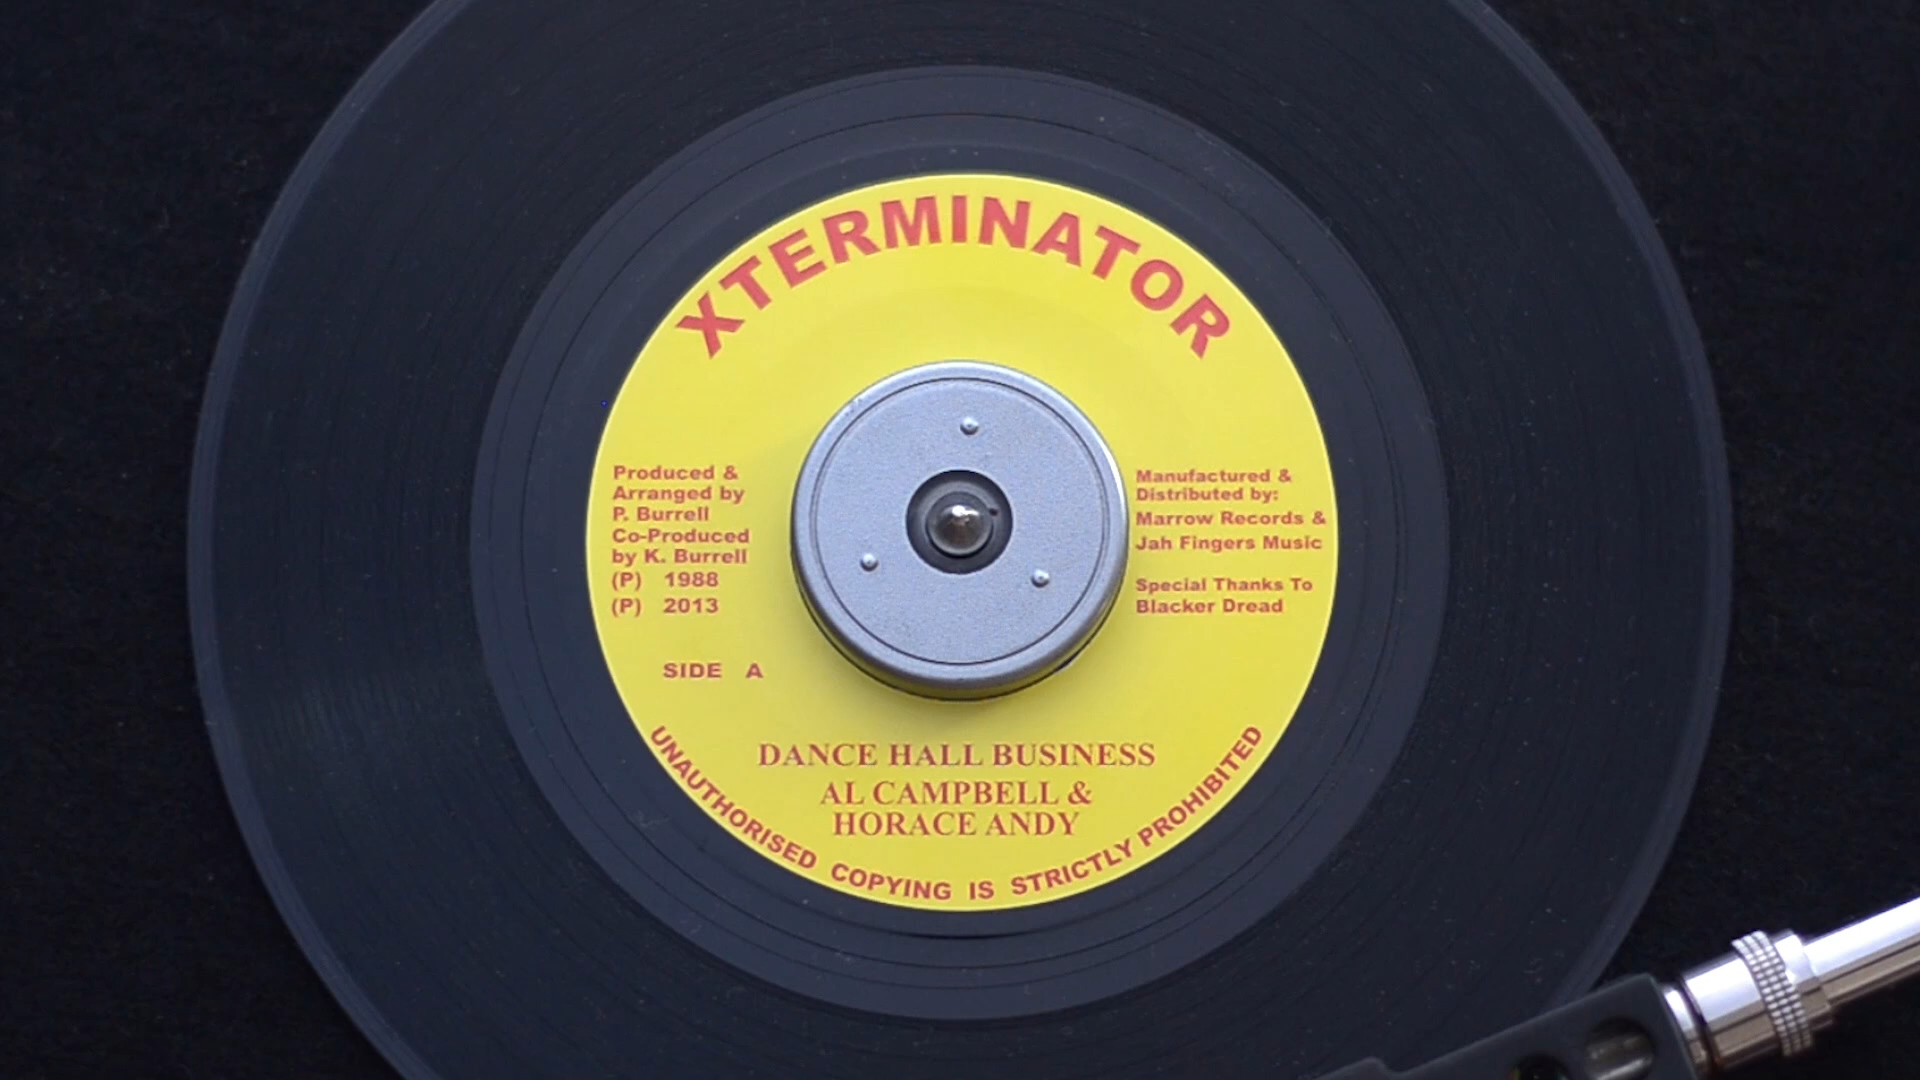 XTERMINATOR
Produced &
Arranged by
P. Burrell
Co-Produced
by K. Burrell
(P) 1988
(P) 2013
Manufactured &
Distributed by:
Marrow Records &
Jah Fingers Music
Special Thanks To
Blacker Dread
SIDE A
DANCE HALL BUSINESS
AL CAMPBELL &
HORACE ANDY
UNAUTHORISED COPYING IS STRICTLY PROHIBITED